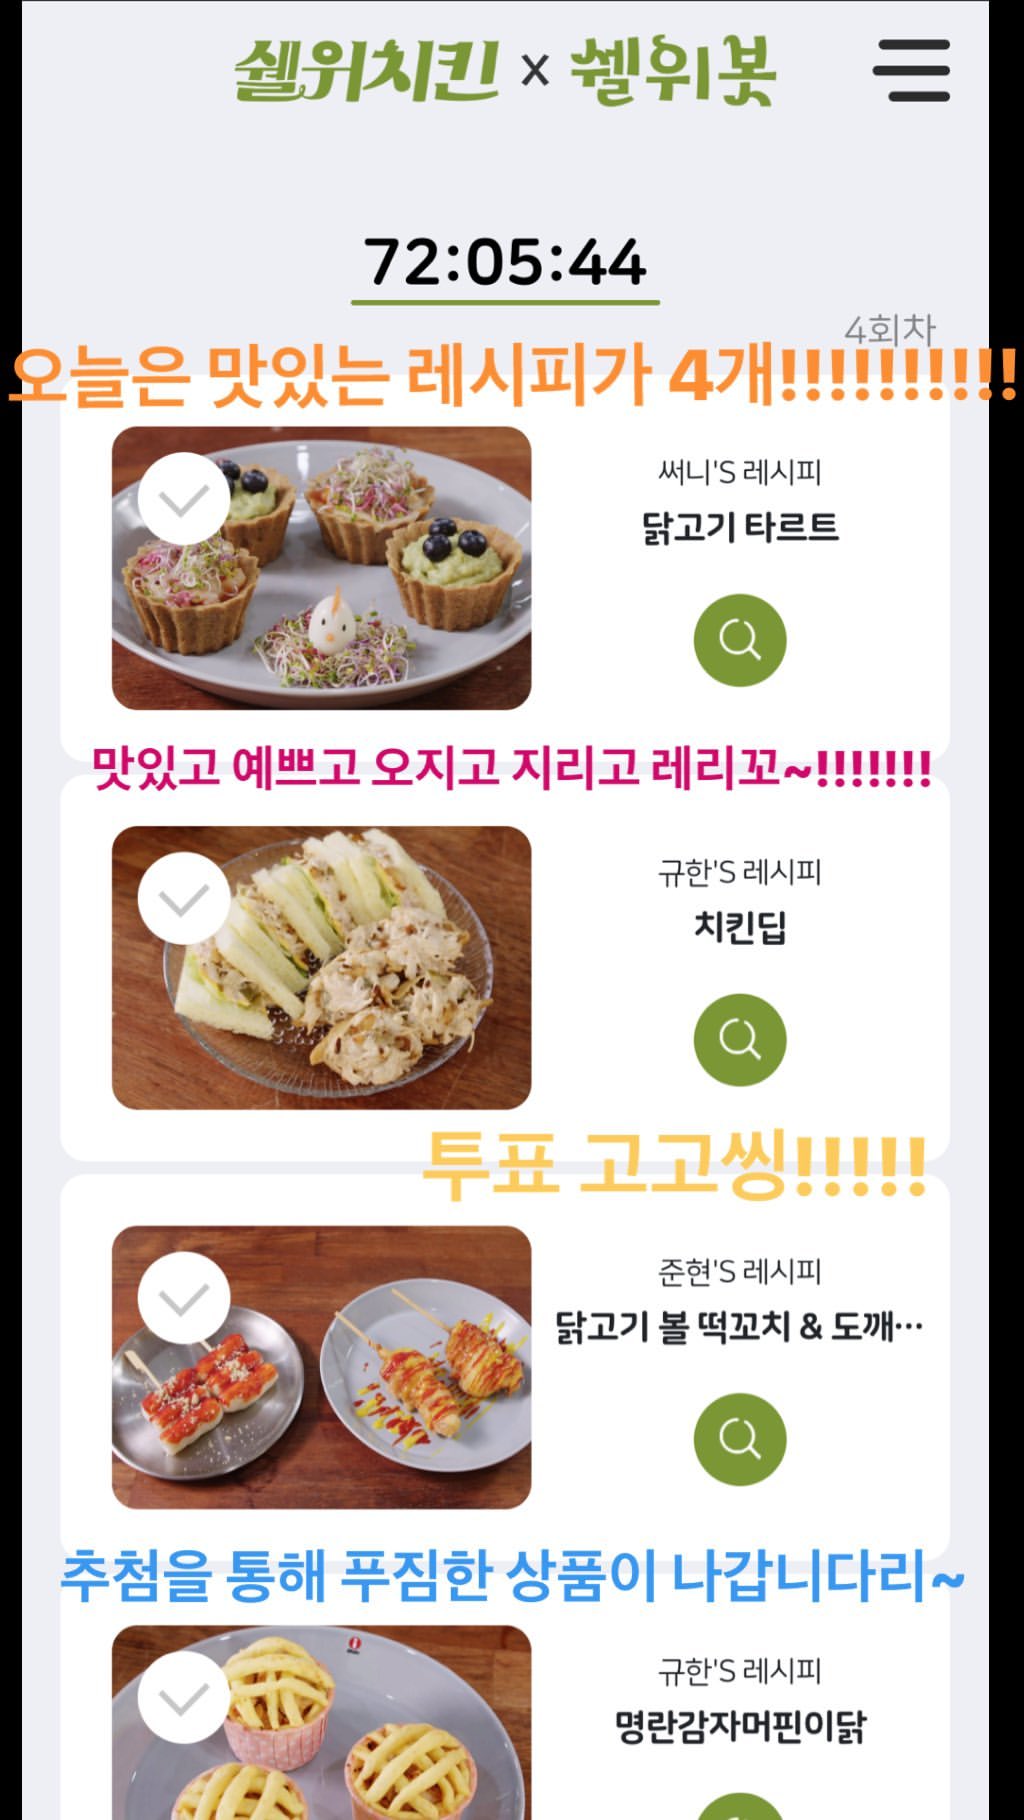 쉘위치킨 x 쉘위봇
72:05:44
4회차
오늘은 맛있는 레시피가 4개!!!!!!!!!!
써니'S 레시피
닭고기 타르트
맛있고 예쁘고 오지고 지리고 레리꼬~!!!!!!!
규한'S 레시피
치킨딥
투표 고고씽!!!!!
준현'S 레시피
닭고기 볼 떡꼬치 & 도깨…
추첨을 통해 푸짐한 상품이 나갑니다리~
규한'S 레시피
명란감자머핀이닭